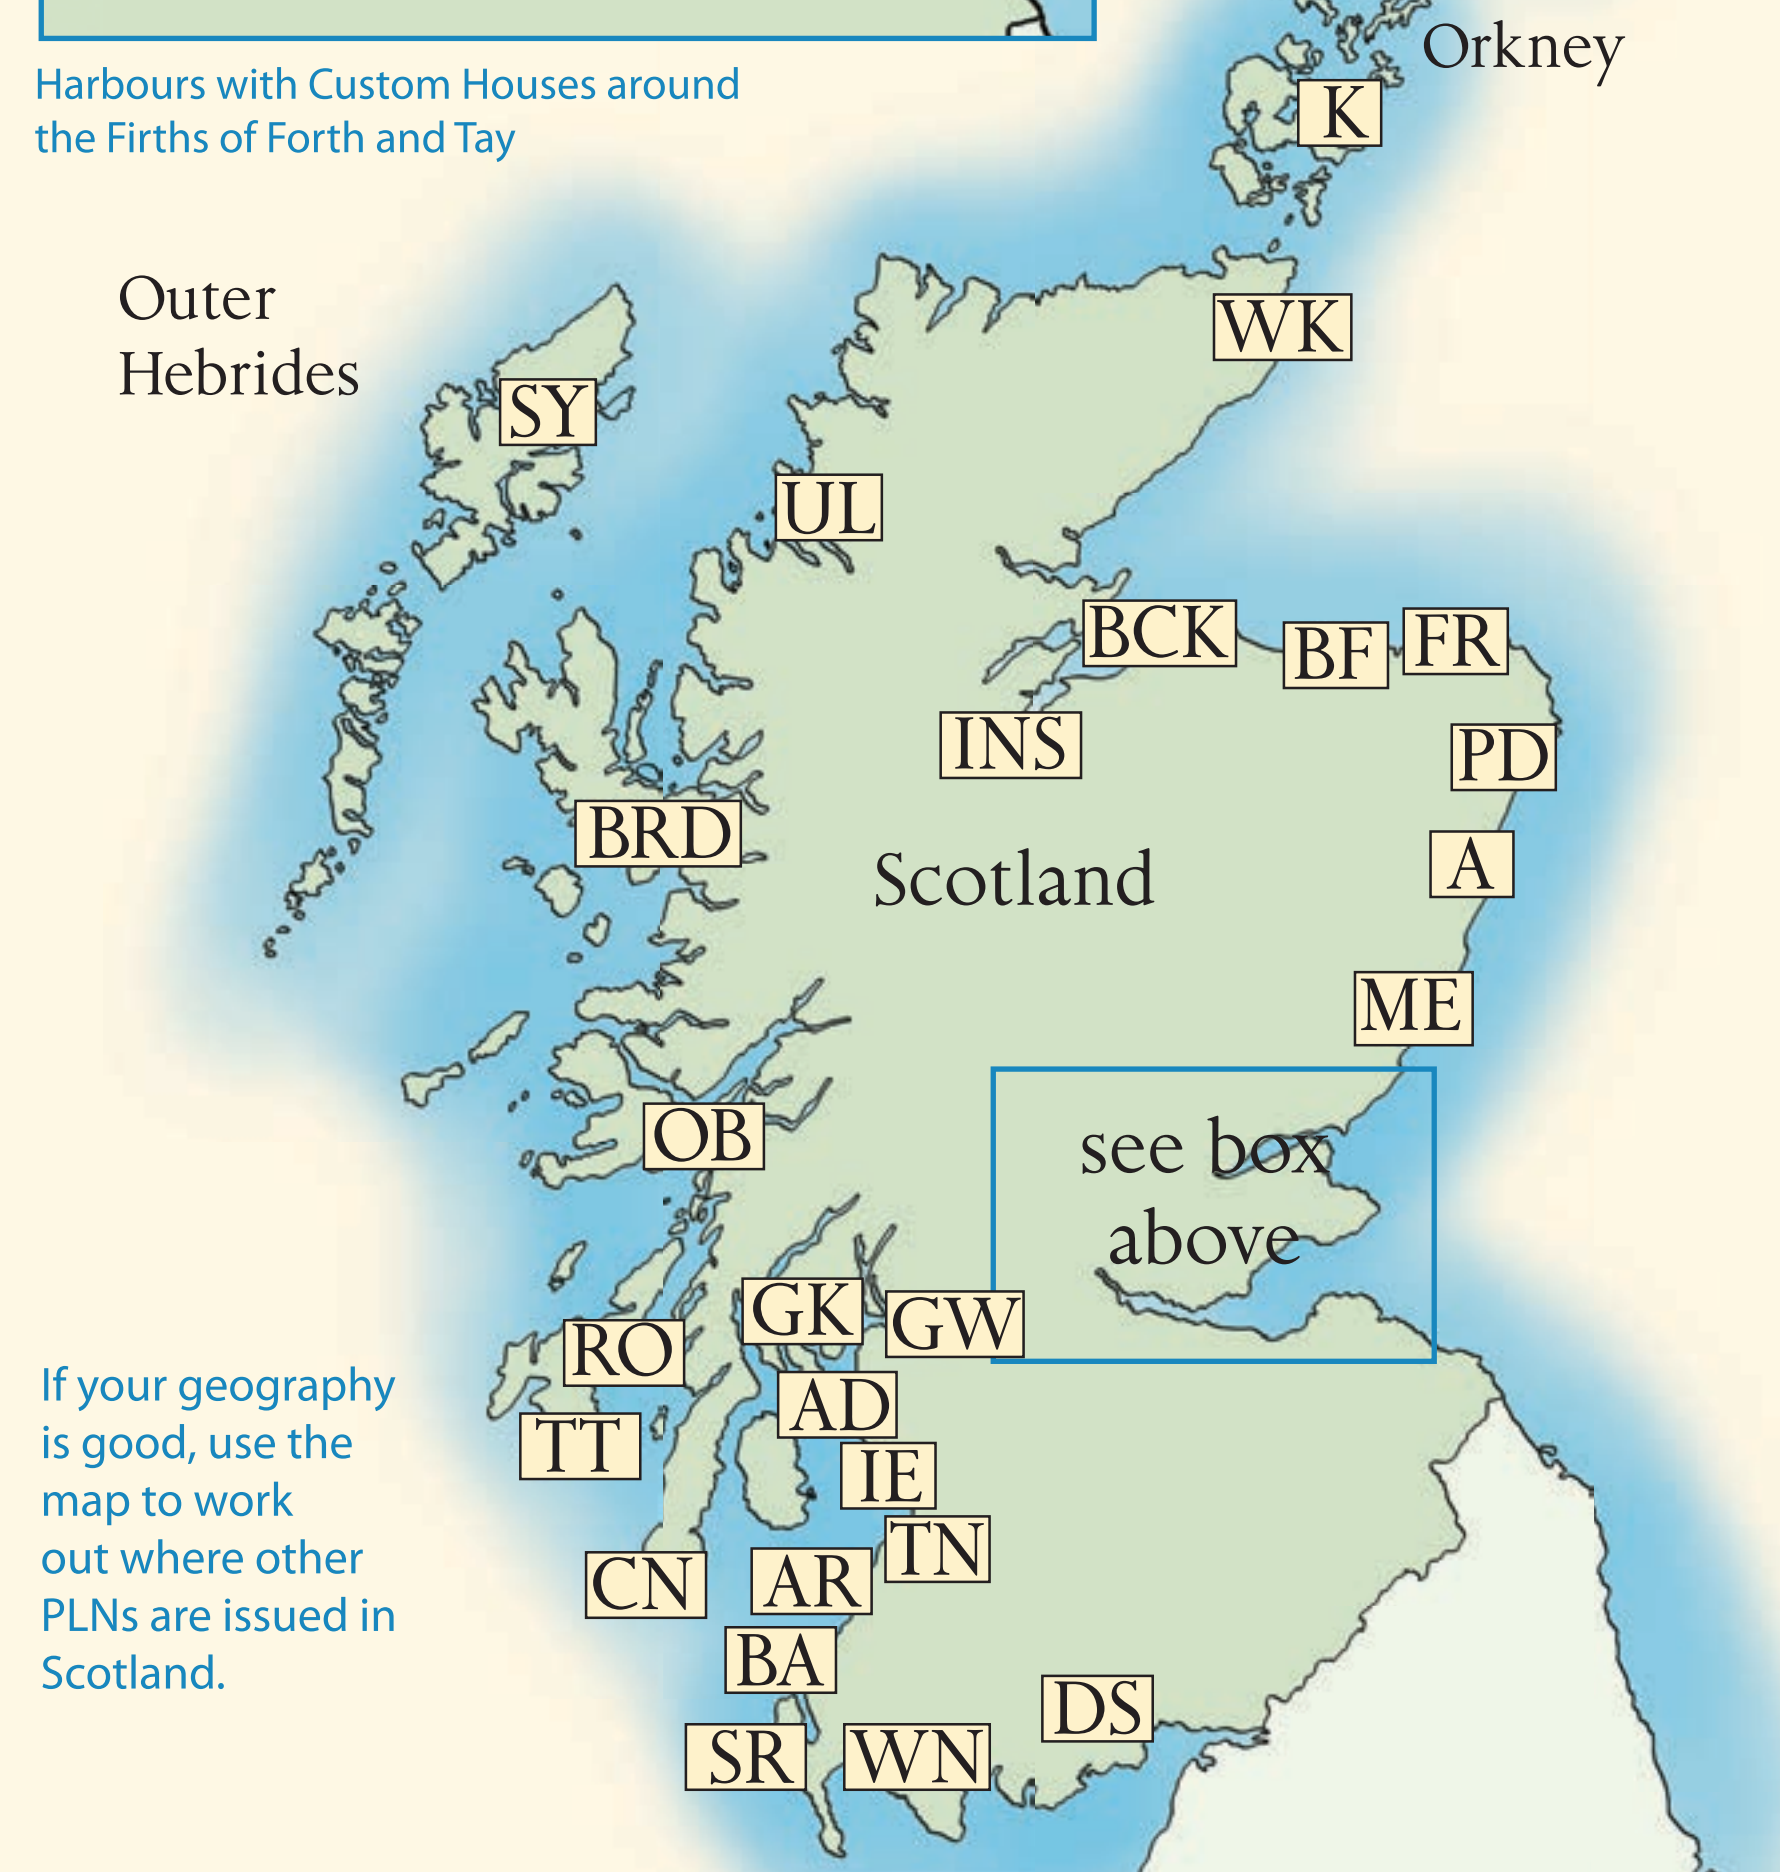 Harbours with Custom Houses around
the Firths of Forth and Tay
Orkney
K
Outer
Hebrides
WK
SY
UL
BCK
BF
FR
INS
PD
BRD
A
Scotland
ME
OB
see box
above
GK
GW
RO
AD
TT
IE
TN
CN
AR
BA
DS
SR
WN
If your geography
is good, use the
map to work
out where other
PLNs are issued in
Scotland.